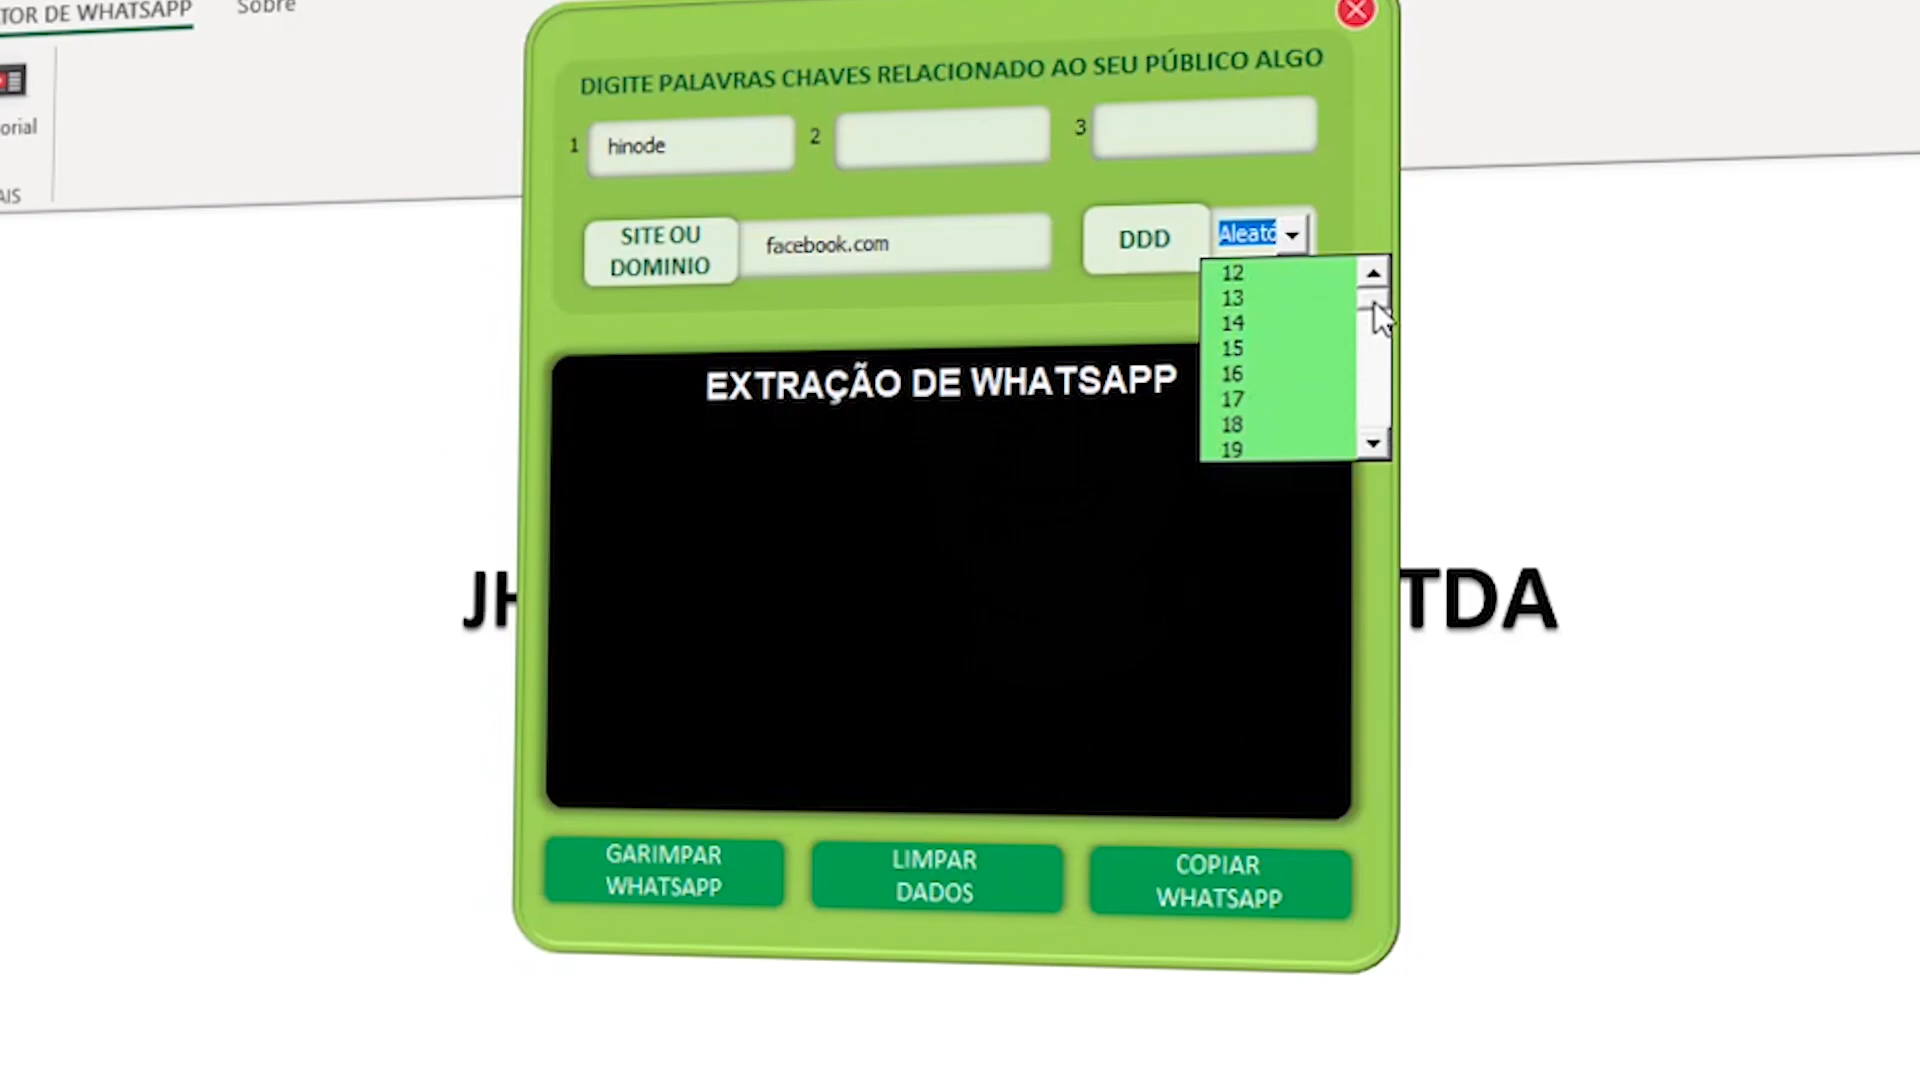 TOR DE WHATSAPP
Sobre
orial
AIS
DIGITE PALAVRAS CHAVES RELACIONADO AO SEU PÚBLICO ALGO
1 hinode 2 3
SITE OU
DOMINIO
facebook.com
DDD
Aleató
12
13
14
15
16
17
18
19
EXTRAÇÃO DE WHATSAPP
JH
TDA
GARIMPAR
WHATSAPP
LIMPAR
DADOS
COPIAR
WHATSAPP